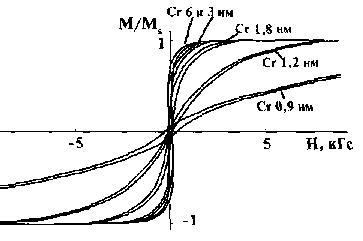 M/Ms
Cr 6 и 3 нм
1
Cr 1,8 нм
Cr 1,2 нм
Cr 0,9 нм
-5
5
H, кГс
-1